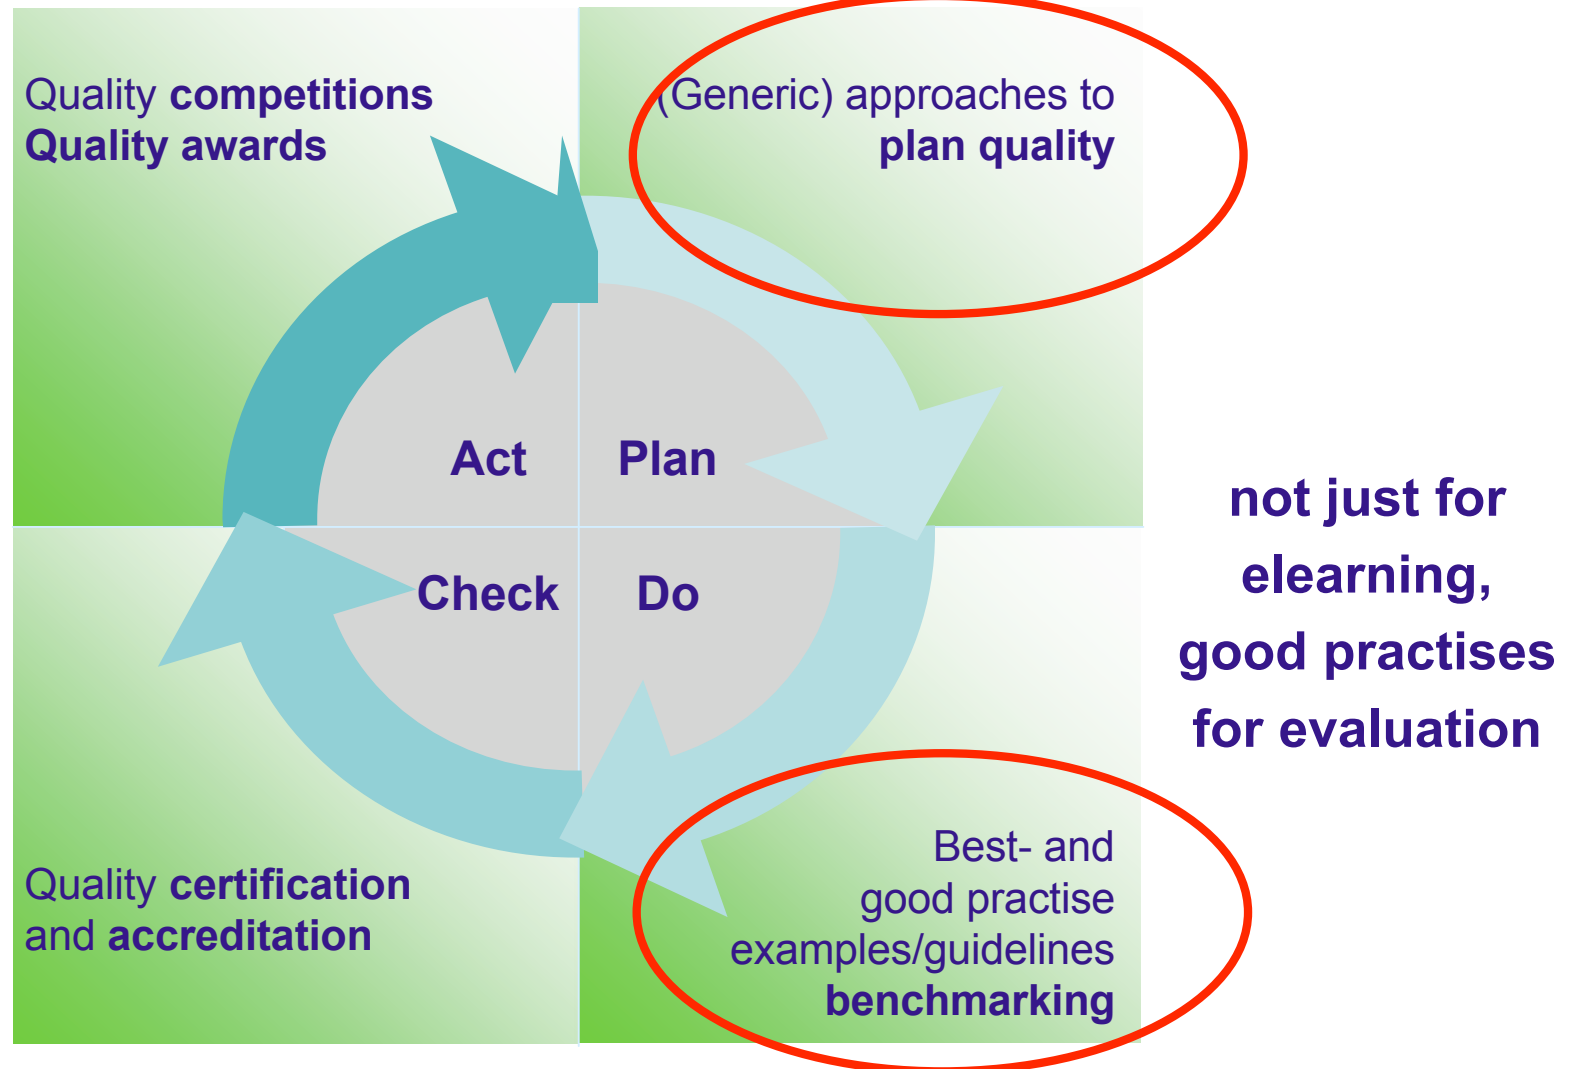 Quality competitions
Quality awards
(Generic) approaches to
plan quality
Act
Plan
Check
Do
Quality certification
and accreditation
Best- and
good practise
examples/guidelines
benchmarking
not just for
elearning,
good practises
for evaluation